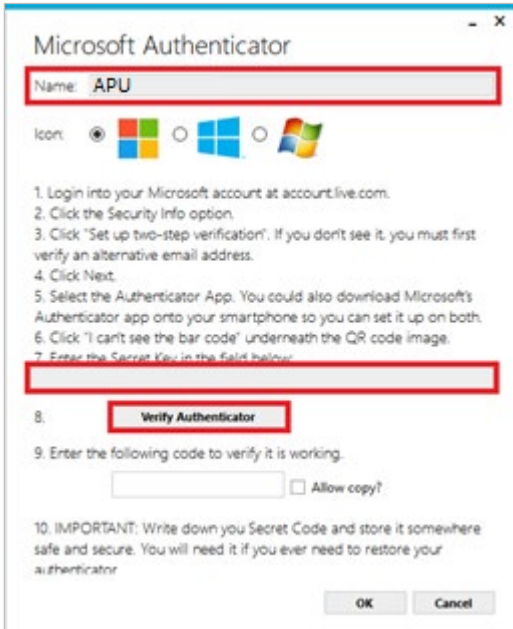 Microsoft Authenticator
Name: APU
Icon:
1. Login into your Microsoft account at account.live.com.
2. Click the Security Info option.
3. Click "Set up two-step verification". If you don't see it, you must first
verify an alternative email address.
4. Click Next.
5. Select the Authenticator App. You could also download Microsoft's
Authenticator app onto your smartphone so you can set it up on both.
6. Click "I can't see the bar code" underneath the QR code image.
7. Enter the Secret Key in the field below:
8. Verify Authenticator
9. Enter the following code to verify it is working.
Allow copy?
10. IMPORTANT: Write down you Secret Code and store it somewhere
safe and secure. You will need it if you ever need to restore your
authenticator
OK Cancel